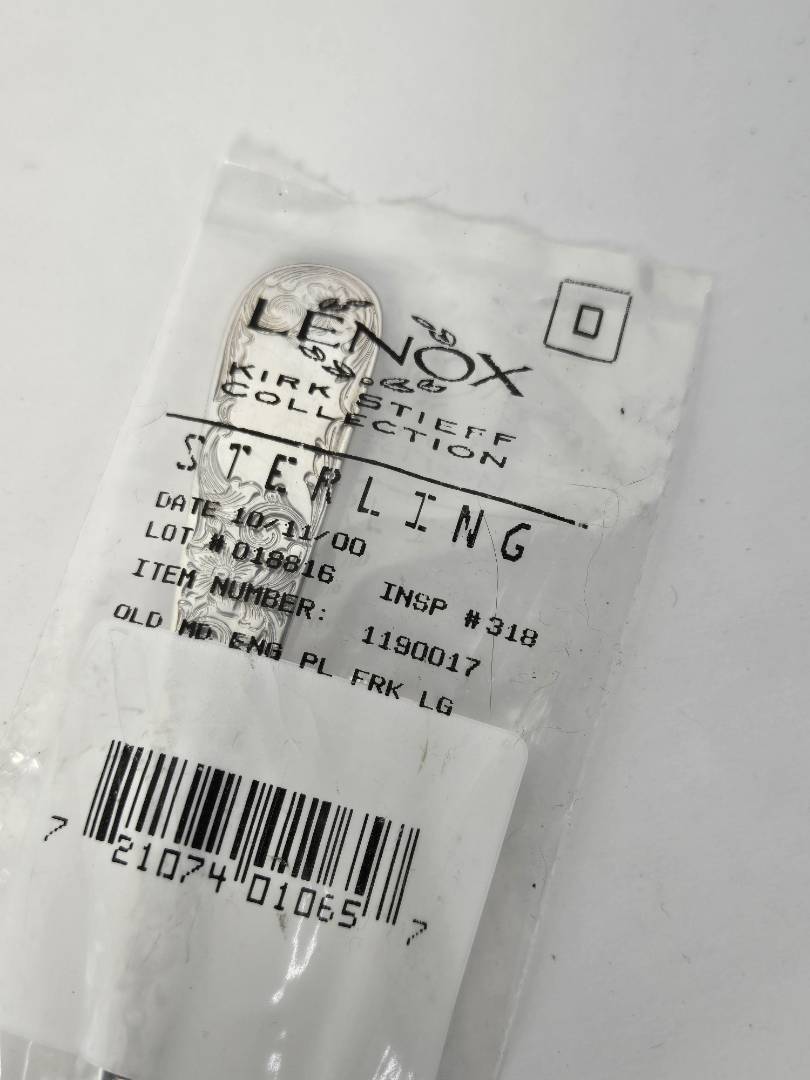 LENOX
KIRK STIEFF
COLLECTION
STERLING
DATE 10/11/00
LOT # 018816 INSP # 318
ITEM NUMBER: 1190017
OLD MD ENG PL FRK LG
7 21074 01065 7